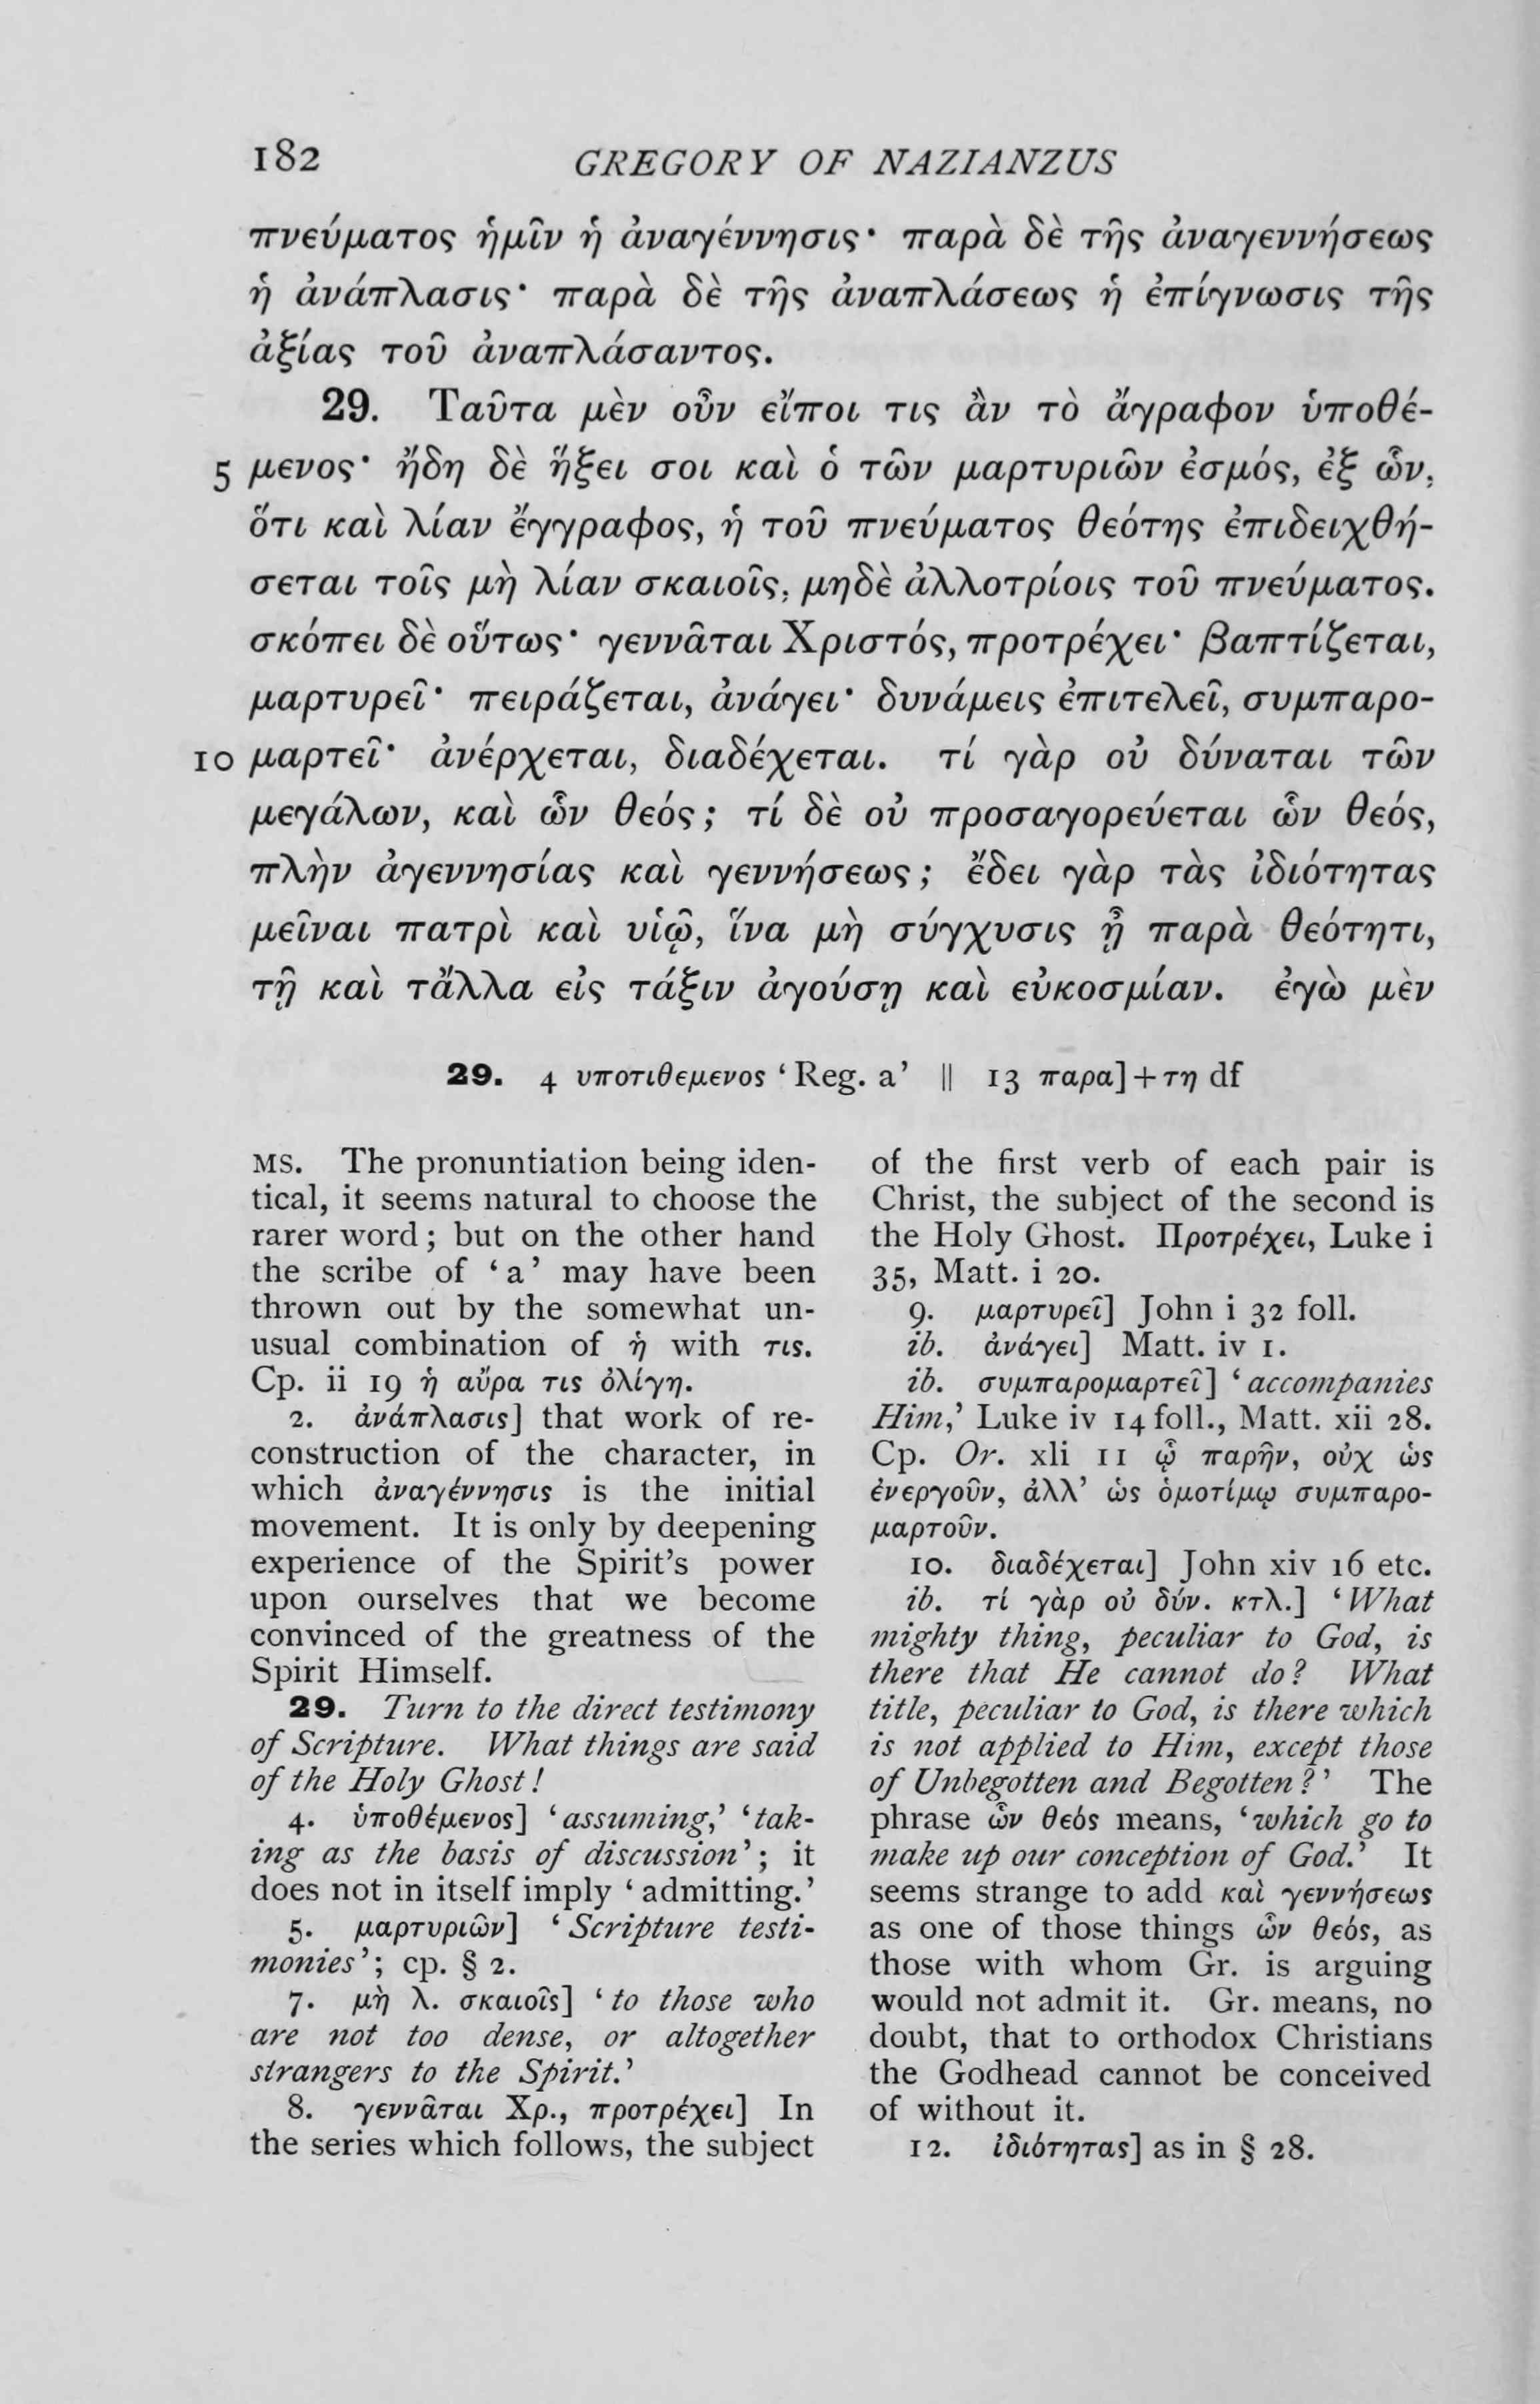 182 GREGORY OF NAZIANZUS
πνεύματος ἡμῖν ἡ ἀναγέννησις· παρὰ δὲ τῆς ἀναγεννήσεως
ἡ ἀνάπλασις· παρὰ δὲ τῆς ἀναπλάσεως ἡ ἐπίγνωσις τῆς
ἀξίας τοῦ ἀναπλάσαντος.
29. Ταῦτα μὲν οὖν εἴποι τις ἂν τὸ ἄγραφον ὑποθέ-
5 μενος· ἤδη δὲ ἥξει σοι καὶ ὁ τῶν μαρτυριῶν ἐσμός, ἐξ ὧν,
ὅτι καὶ λίαν ἔγγραφος, ἡ τοῦ πνεύματος θεότης ἐπιδειχθή-
σεται τοῖς μὴ λίαν σκαιοῖς, μηδὲ ἀλλοτρίοις τοῦ πνεύματος.
σκόπει δὲ οὕτως· γεννᾶται Χριστός, προτρέχει· βαπτίζεται,
μαρτυρεῖ· πειράζεται, ἀνάγει· δυνάμεις ἐπιτελεῖ, συμπαρο-
10 μαρτεῖ· ἀνέρχεται, διαδέχεται. τί γὰρ οὐ δύναται τῶν
μεγάλων, καὶ ὧν θεός; τί δὲ οὐ προσαγορεύεται ὧν θεός,
πλὴν ἀγεννησίας καὶ γεννήσεως; ἔδει γὰρ τὰς ἰδιότητας
μεῖναι πατρὶ καὶ υἱῷ, ἵνα μὴ σύγχυσις ᾖ παρὰ θεότητι,
τῇ καὶ τἄλλα εἰς τάξιν ἀγούσῃ καὶ εὐκοσμίαν. ἐγὼ μὲν
29. 4 υποτιθεμενος ‘Reg. a’ || 13 παρα]+τη df
MS. The pronuntiation being iden-
tical, it seems natural to choose the
rarer word; but on the other hand
the scribe of ‘a’ may have been
thrown out by the somewhat un-
usual combination of ἡ with τις.
Cp. ii 19 ἡ αὔρα τις ὀλίγη.
2. ἀνάπλασις] that work of re-
construction of the character, in
which ἀναγέννησις is the initial
movement. It is only by deepening
experience of the Spirit’s power
upon ourselves that we become
convinced of the greatness of the
Spirit Himself.
29. Turn to the direct testimony
of Scripture. What things are said
of the Holy Ghost!
4. ὑποθέμενος] ‘assuming,’ ‘tak-
ing as the basis of discussion’; it
does not in itself imply ‘admitting.’
5. μαρτυριῶν] ‘Scripture testi-
monies’; cp. § 2.
7. μὴ λ. σκαιοῖς] ‘to those who
are not too dense, or altogether
strangers to the Spirit.’
8. γεννᾶται Χρ., προτρέχει] In
the series which follows, the subject
of the first verb of each pair is
Christ, the subject of the second is
the Holy Ghost. Προτρέχει, Luke i
35, Matt. i 20.
9. μαρτυρεῖ] John i 32 foll.
ib. ἀνάγει] Matt. iv 1.
ib. συμπαρομαρτεῖ] ‘accompanies
Him,’ Luke iv 14 foll., Matt. xii 28.
Cp. Or. xli 11 ᾧ παρῆν, οὐχ ὡς
ἐνεργοῦν, ἀλλ’ ὡς ὁμοτίμῳ συμπαρο-
μαρτοῦν.
10. διαδέχεται] John xiv 16 etc.
ib. τί γὰρ οὐ δύν. κτλ.] ‘What
mighty thing, peculiar to God, is
there that He cannot do? What
title, peculiar to God, is there which
is not applied to Him, except those
of Unbegotten and Begotten?’ The
phrase ὧν θεός means, ‘which go to
make up our conception of God.’ It
seems strange to add καὶ γεννήσεως
as one of those things ὧν θεός, as
those with whom Gr. is arguing
would not admit it. Gr. means, no
doubt, that to orthodox Christians
the Godhead cannot be conceived
of without it.
12. ἰδιότητας] as in § 28.